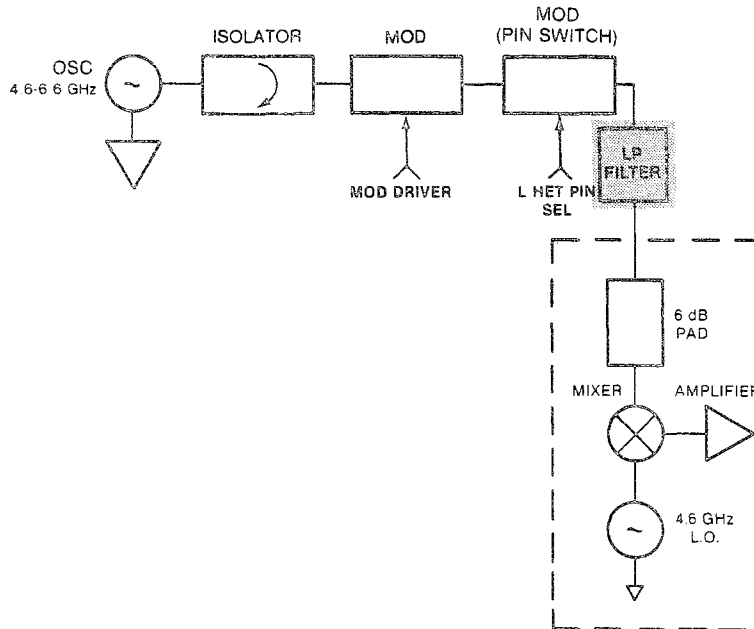 MOD
(PIN SWITCH)
ISOLATOR
MOD
OSC
4.6-6.6 GHz
~
LP
FILTER
MOD DRIVER
L HET PIN
SEL
6 dB
PAD
MIXER
AMPLIFIER
4.6 GHz
L.O.
~